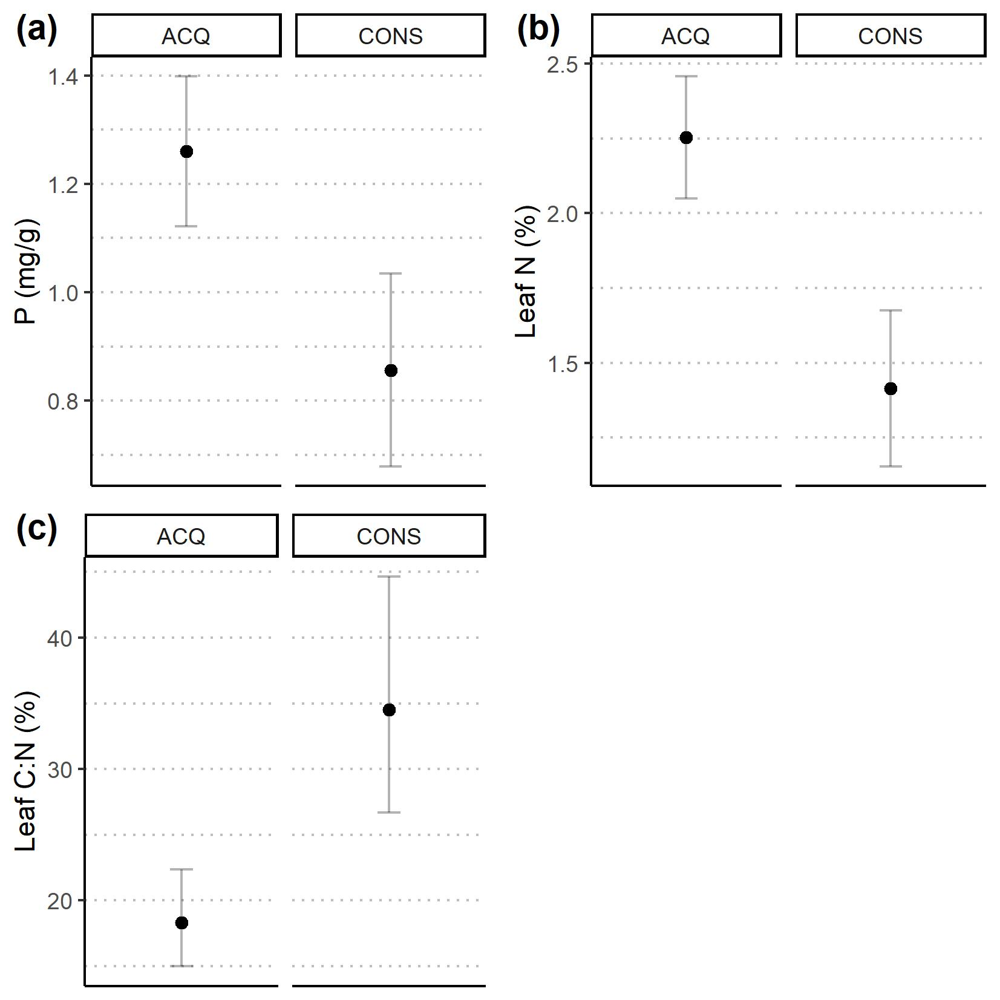 (a)
ACQ
CONS
P (mg/g)
1.4
1.2
1.0
0.8
(b)
ACQ
CONS
Leaf N (%)
2.5
2.0
1.5
(c)
ACQ
CONS
Leaf C:N (%)
40
30
20